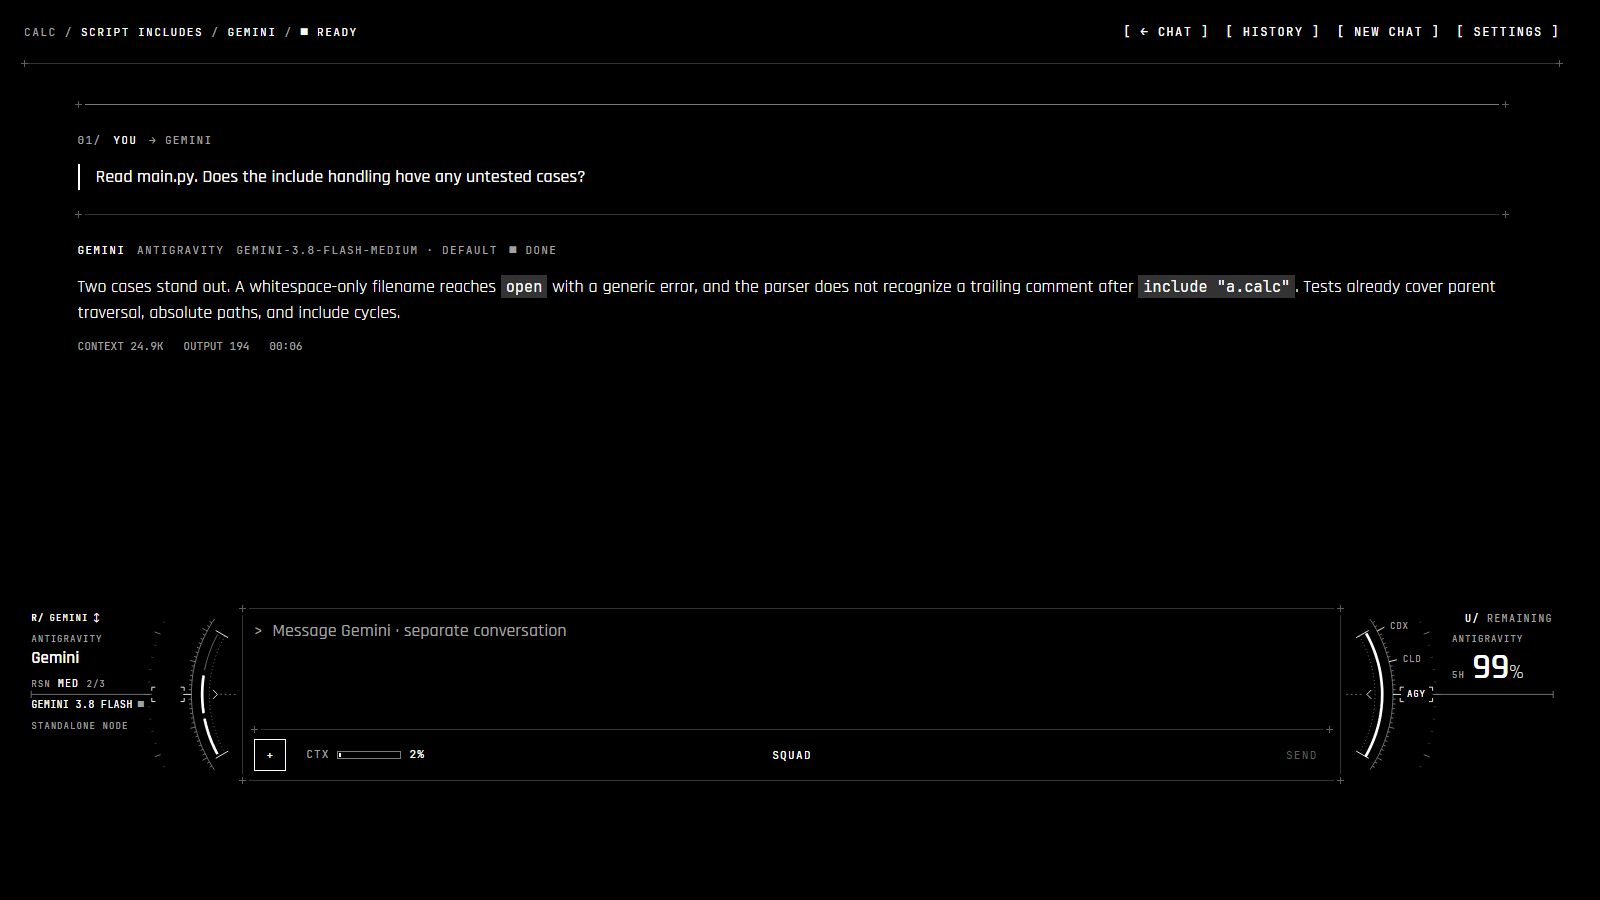 CALC / SCRIPT INCLUDES / GEMINI / ■ READY
[ ← CHAT ] [ HISTORY ] [ NEW CHAT ] [ SETTINGS ]
01/ YOU → GEMINI
Read main.py. Does the include handling have any untested cases?
GEMINI ANTIGRAVITY GEMINI-3.8-FLASH-MEDIUM · DEFAULT ■ DONE
Two cases stand out. A whitespace-only filename reaches open with a generic error, and the parser does not recognize a trailing comment after include "a.calc". Tests already cover parent
traversal, absolute paths, and include cycles.
CONTEXT 24.9K OUTPUT 194 00:06
R/ GEMINI ↕
ANTIGRAVITY
Gemini
RSN MED 2/3
GEMINI 3.8 FLASH ■
STANDALONE NODE
> Message Gemini · separate conversation
+ CTX 2% SQUAD SEND
CDX
CLD
AGY
U/ REMAINING
ANTIGRAVITY
5H 99%